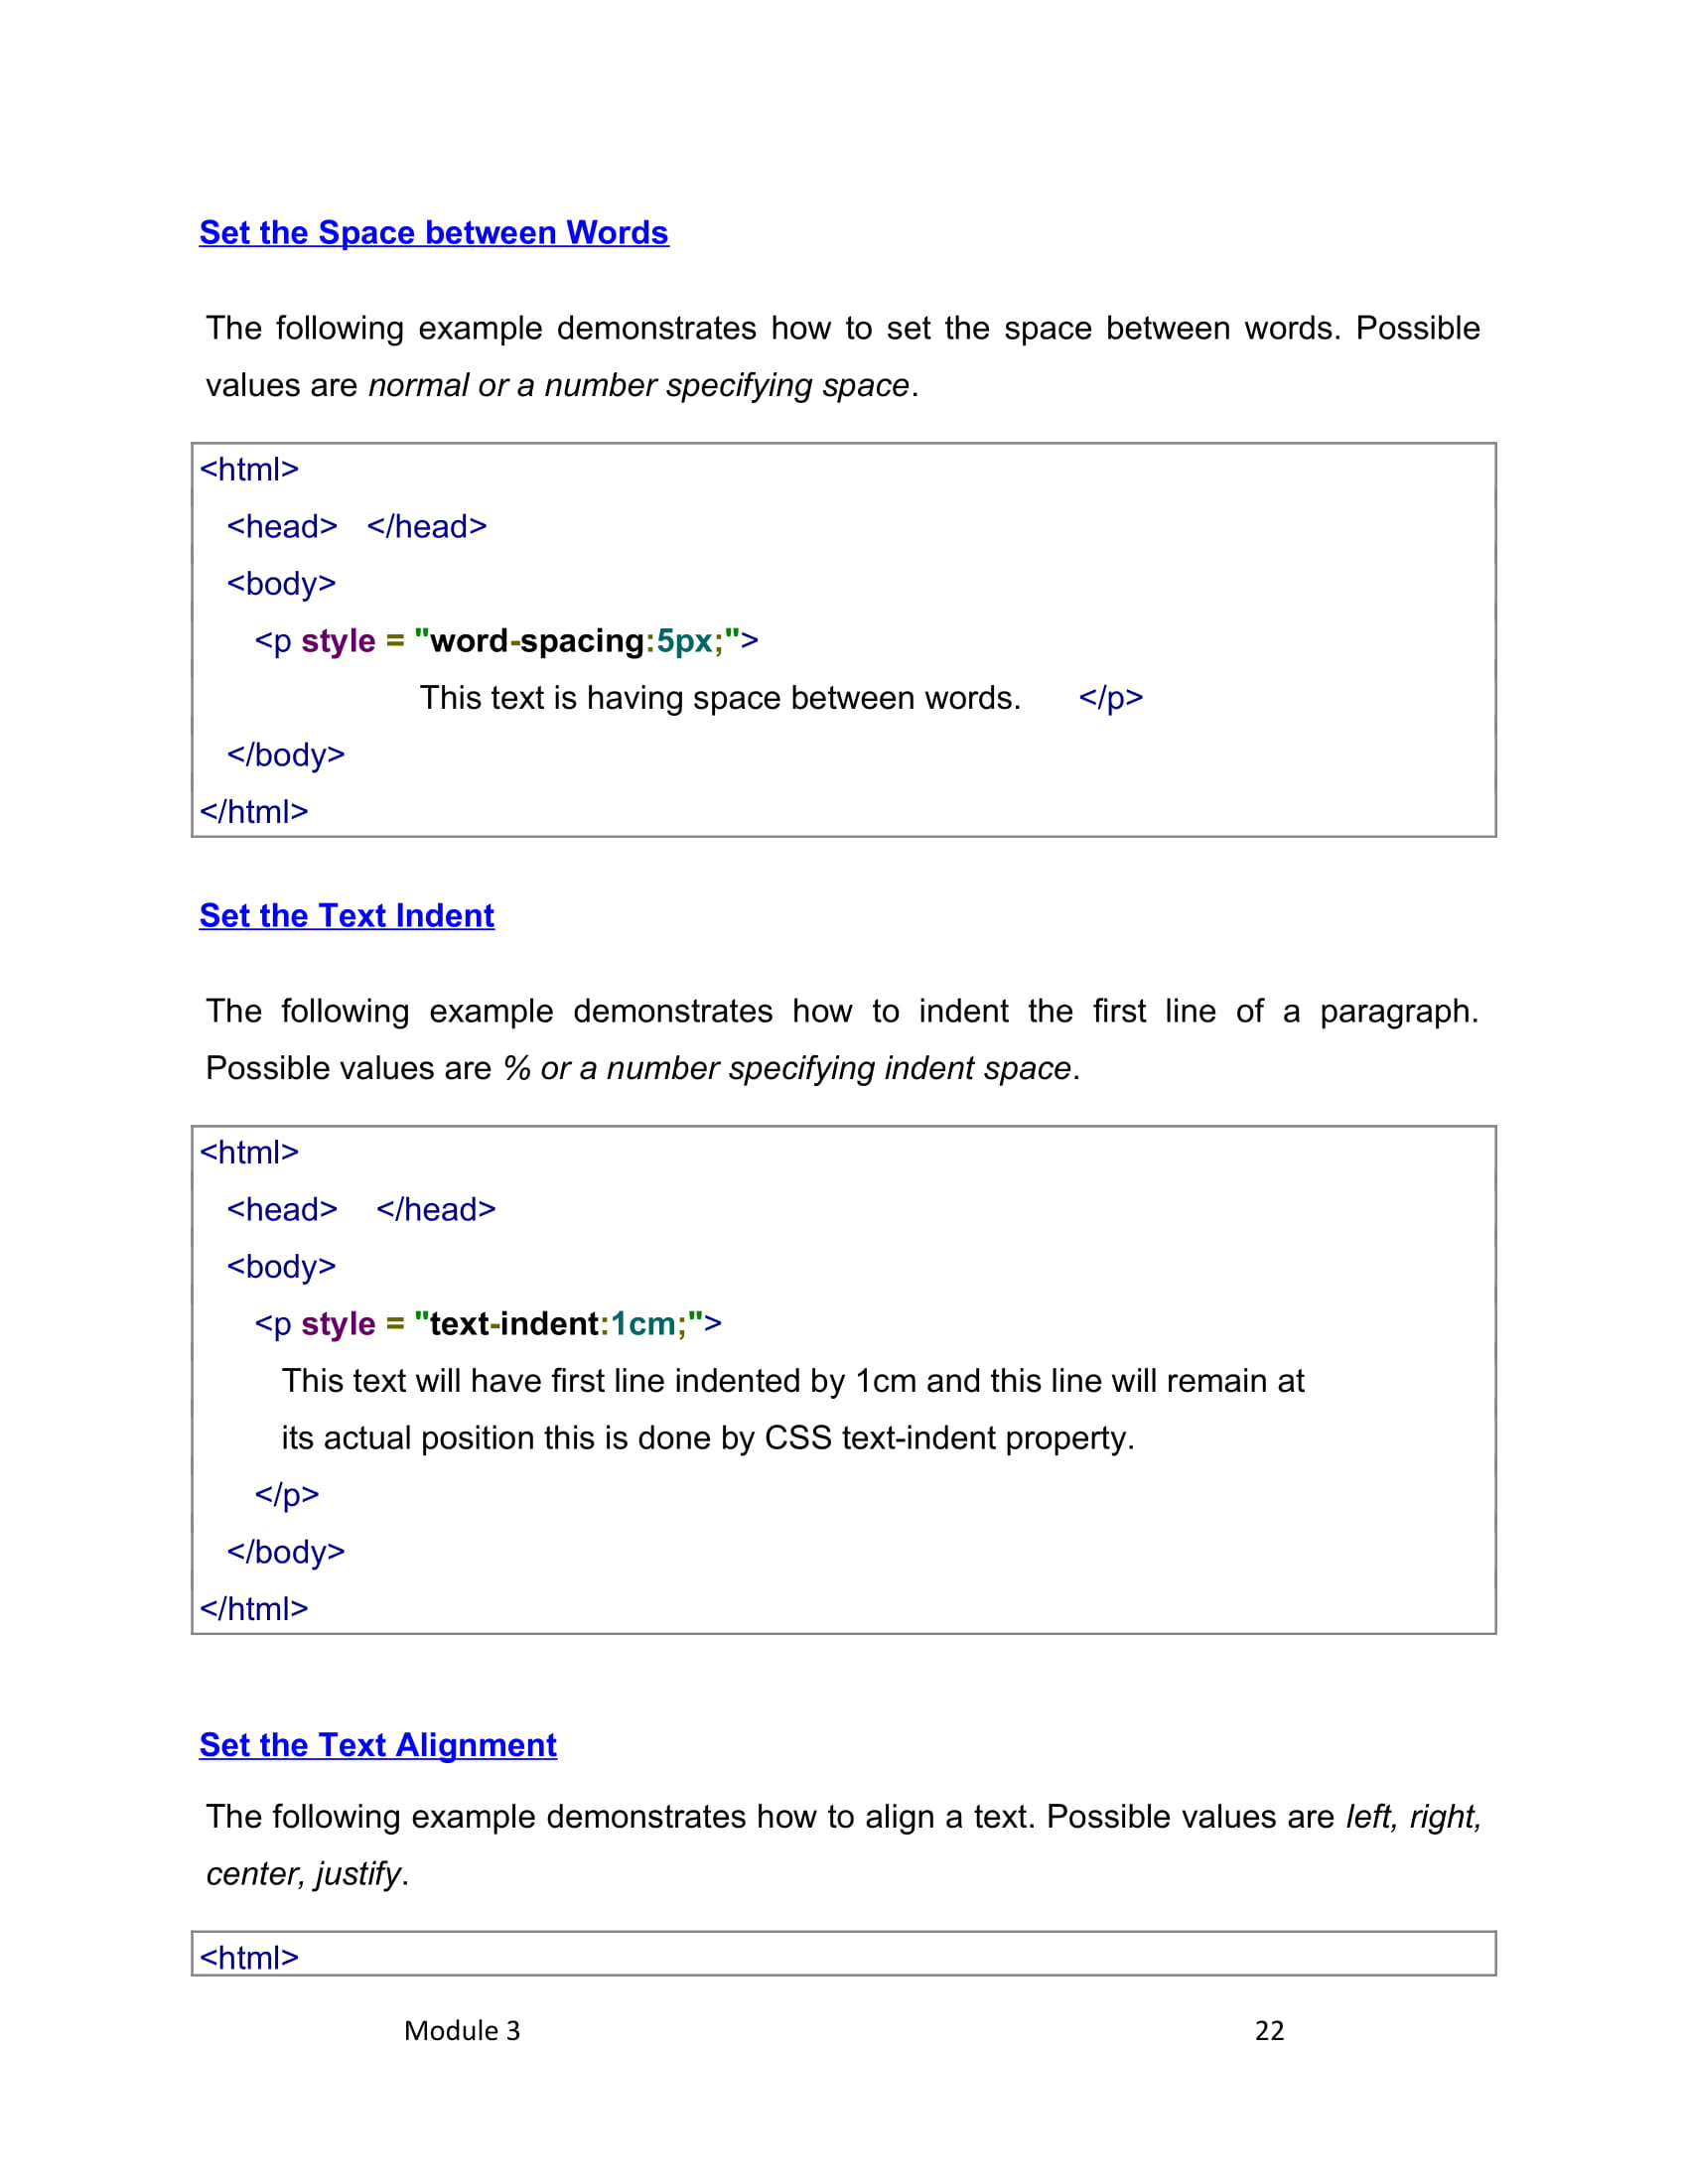 Set the Space between Words
The following example demonstrates how to set the space between words. Possible
values are normal or a number specifying space.
<html>
<head> </head>
<body>
<p style = "word-spacing:5px;">
This text is having space between words. </p>
</body>
</html>
Set the Text Indent
The following example demonstrates how to indent the first line of a paragraph.
Possible values are % or a number specifying indent space.
<html>
<head> </head>
<body>
<p style = "text-indent:1cm;">
This text will have first line indented by 1cm and this line will remain at
its actual position this is done by CSS text-indent property.
</p>
</body>
</html>
Set the Text Alignment
The following example demonstrates how to align a text. Possible values are left, right,
center, justify.
<html>
Module 3 22